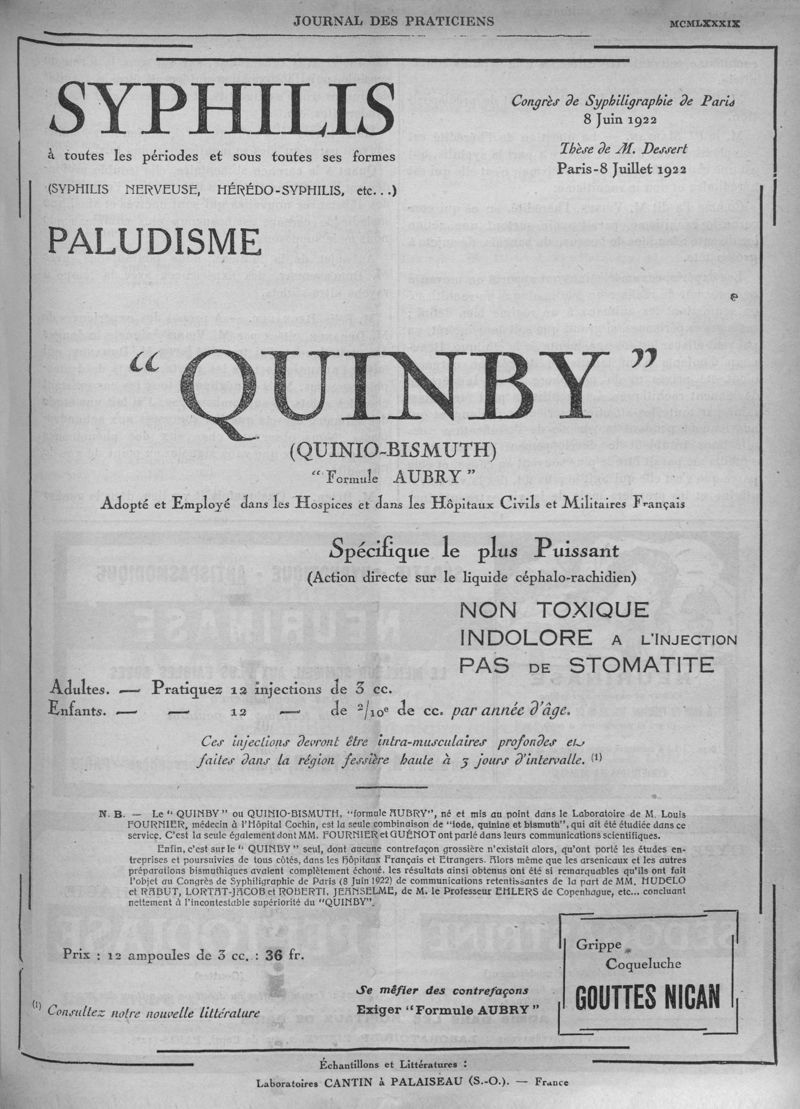 JOURNAL DES PRATICIENS
MCMLXXXIX
SYPHILIS
à toutes les périodes et sous toutes ses formes
(SYPHILIS NERVEUSE, HÉRÉDO-SYPHILIS, etc...)
Congrès de Syphiligraphie de Paris
8 Juin 1922
Thèse de M. Dessert
Paris-8 Juillet 1922
PALUDISME
“QUINBY”
(QUINIO-BISMUTH)
“Formule AUBRY”
Adopté et Employé dans les Hospices et dans les Hôpitaux Civils et Militaires Français
Spécifique le plus Puissant
(Action directe sur le liquide céphalo-rachidien)
NON TOXIQUE
INDOLORE A L'INJECTION
PAS DE STOMATITE
Adultes. — Pratiquez 12 injections de 3 cc.
Enfants. — — 12 — de 2/10e de cc. par année d'âge.
Ces injections devront être intra-musculaires profondes et
faites dans la région fessière haute à 3 jours d'intervalle. (1)
N. B. — Le “QUINBY” ou QUINIO-BISMUTH, “formule AUBRY”, né et mis au point dans le Laboratoire de M. Louis
FOURNIER, médecin à l'Hôpital Cochin, est la seule combinaison de “iode, quinine et bismuth”, qui ait été étudiée dans ce
service. C'est la seule également dont MM. FOURNIER et GUÉNOT ont parlé dans leurs communications scientifiques.
Enfin, c'est sur le “QUINBY” seul, dont aucune contrefaçon grossière n'existait alors, qu'ont porté les études en-
treprises et poursuivies de tous côtés, dans les Hôpitaux Français et Etrangers. Alors même que les arsenicaux et les autres
préparations bismuthiques avaient complètement échoué, les résultats ainsi obtenus ont été si remarquables qu'ils ont fait
l'objet au Congrès de Syphiligraphie de Paris (8 Juin 1922) de communications retentissantes de la part de MM. HUDELO
et RABUT, LORTAT-JACOB et ROBERTI, JEANSELME, de M. le Professeur EHLERS de Copenhague, etc... concluant
nettement à l'incontestable supériorité du “QUINBY”.
Prix : 12 ampoules de 3 cc. : 36 fr.
(1) Consultez notre nouvelle littérature
Se méfier des contrefaçons
Exiger “Formule AUBRY”
Grippe
Coqueluche
GOUTTES NICAN
Échantillons et Littératures :
Laboratoires CANTIN à PALAISEAU (S.-O.). — France